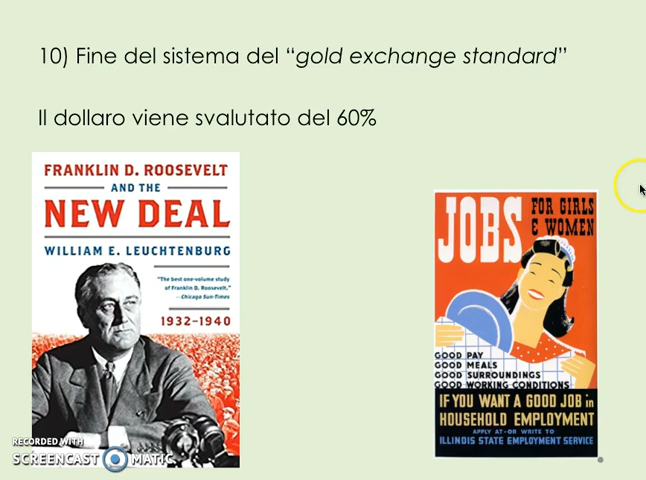 10) Fine del sistema del “gold exchange standard”
Il dollaro viene svalutato del 60%
FRANKLIN D. ROOSEVELT
AND THE
NEW DEAL
WILLIAM E. LEUCHTENBURG
"The best one-volume study
of Franklin D. Roosevelt."
—Chicago Sun-Times
1932–1940
JOBS
FOR GIRLS
& WOMEN
GOOD PAY
GOOD MEALS
GOOD SURROUNDINGS
GOOD WORKING CONDITIONS
IF YOU WANT A GOOD JOB in
HOUSEHOLD EMPLOYMENT
APPLY AT-OR WRITE TO
ILLINOIS STATE EMPLOYMENT SERVICE
RECORDED WITH
SCREENCAST MATIC